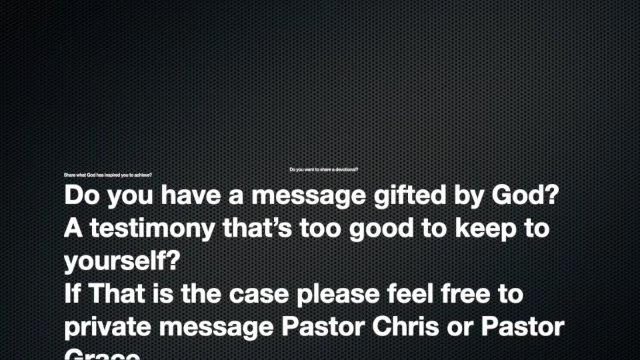 Do you want to share a devotional?
Share what God has inspired you to achieve?
Do you have a message gifted by God?
A testimony that's too good to keep to
yourself?
If That is the case please feel free to
private message Pastor Chris or Pastor
Grace